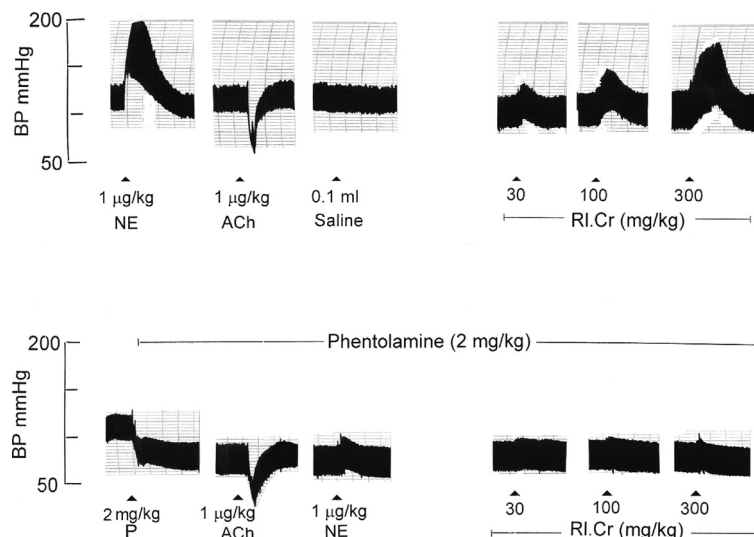 200
BP mmHg
50
1 µg/kg
NE
1 µg/kg
ACh
0.1 ml
Saline
30
100
300
Rl.Cr (mg/kg)
Phentolamine (2 mg/kg)
200
BP mmHg
50
2 mg/kg
P
1 µg/kg
ACh
1 µg/kg
NE
30
100
300
Rl.Cr (mg/kg)